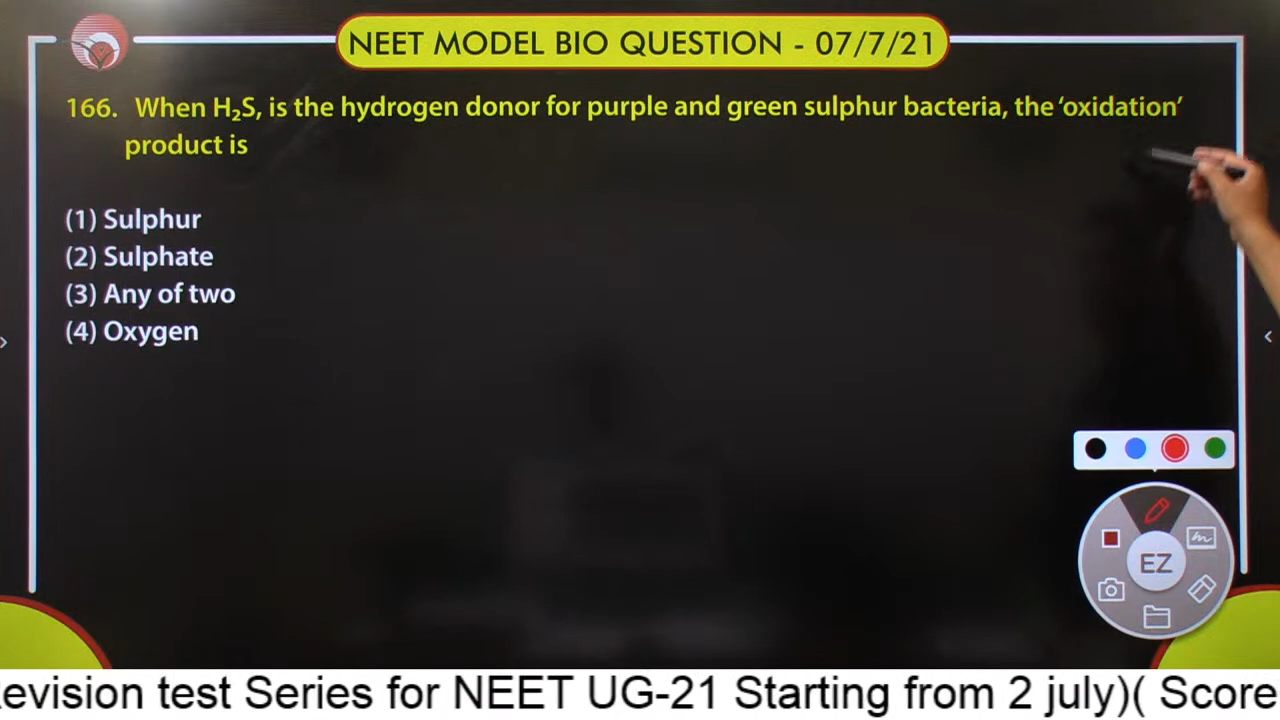 NEET MODEL BIO QUESTION - 07/7/21
166. When H₂S, is the hydrogen donor for purple and green sulphur bacteria, the ‘oxidation’
product is
(1) Sulphur
(2) Sulphate
(3) Any of two
(4) Oxygen
EZ
evision test Series for NEET UG-21 Starting from 2 july)( Score